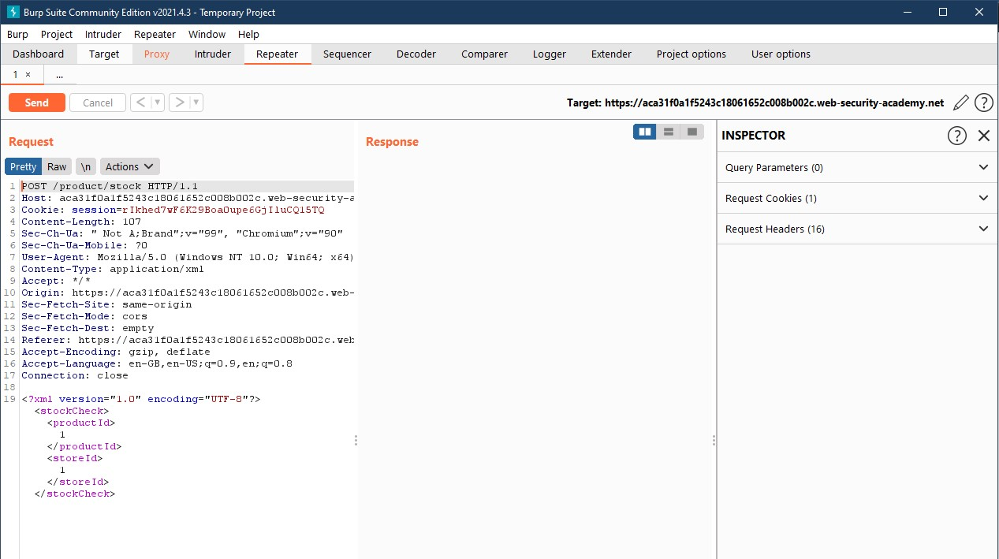 Burp Suite Community Edition v2021.4.3 - Temporary Project
Burp Project Intruder Repeater Window Help
Dashboard Target Proxy Intruder Repeater Sequencer Decoder Comparer Logger Extender Project options User options
1 × ...
Send Cancel < > Target: https://aca31f0a1f5243c18061652c008b002c.web-security-academy.net ?
Request
Response
INSPECTOR ?
Pretty Raw \n Actions
Query Parameters (0)
Request Cookies (1)
Request Headers (16)
1 POST /product/stock HTTP/1.1
2 Host: aca31f0a1f5243c18061652c008b002c.web-security-a
3 Cookie: session=rIkhed7wF6K29BoaOupe6GjIluCQ15TQ
4 Content-Length: 107
5 Sec-Ch-Ua: " Not A;Brand";v="99", "Chromium";v="90"
6 Sec-Ch-Ua-Mobile: ?0
7 User-Agent: Mozilla/5.0 (Windows NT 10.0; Win64; x64)
8 Content-Type: application/xml
9 Accept: */*
10 Origin: https://aca31f0a1f5243c18061652c008b002c.web-
11 Sec-Fetch-Site: same-origin
12 Sec-Fetch-Mode: cors
13 Sec-Fetch-Dest: empty
14 Referer: https://aca31f0a1f5243c18061652c008b002c.web
15 Accept-Encoding: gzip, deflate
16 Accept-Language: en-GB,en-US;q=0.9,en;q=0.8
17 Connection: close
18
19 <?xml version="1.0" encoding="UTF-8"?>
<stockCheck>
<productId>
1
</productId>
<storeId>
1
</storeId>
</stockCheck>